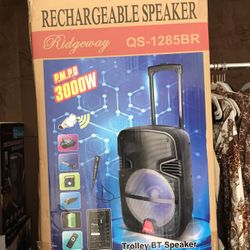 RECHARGEABLE SPEAKER
Ridgeway
QS-1285BR
P.M.P.O
3000W
Trolley BT Speaker